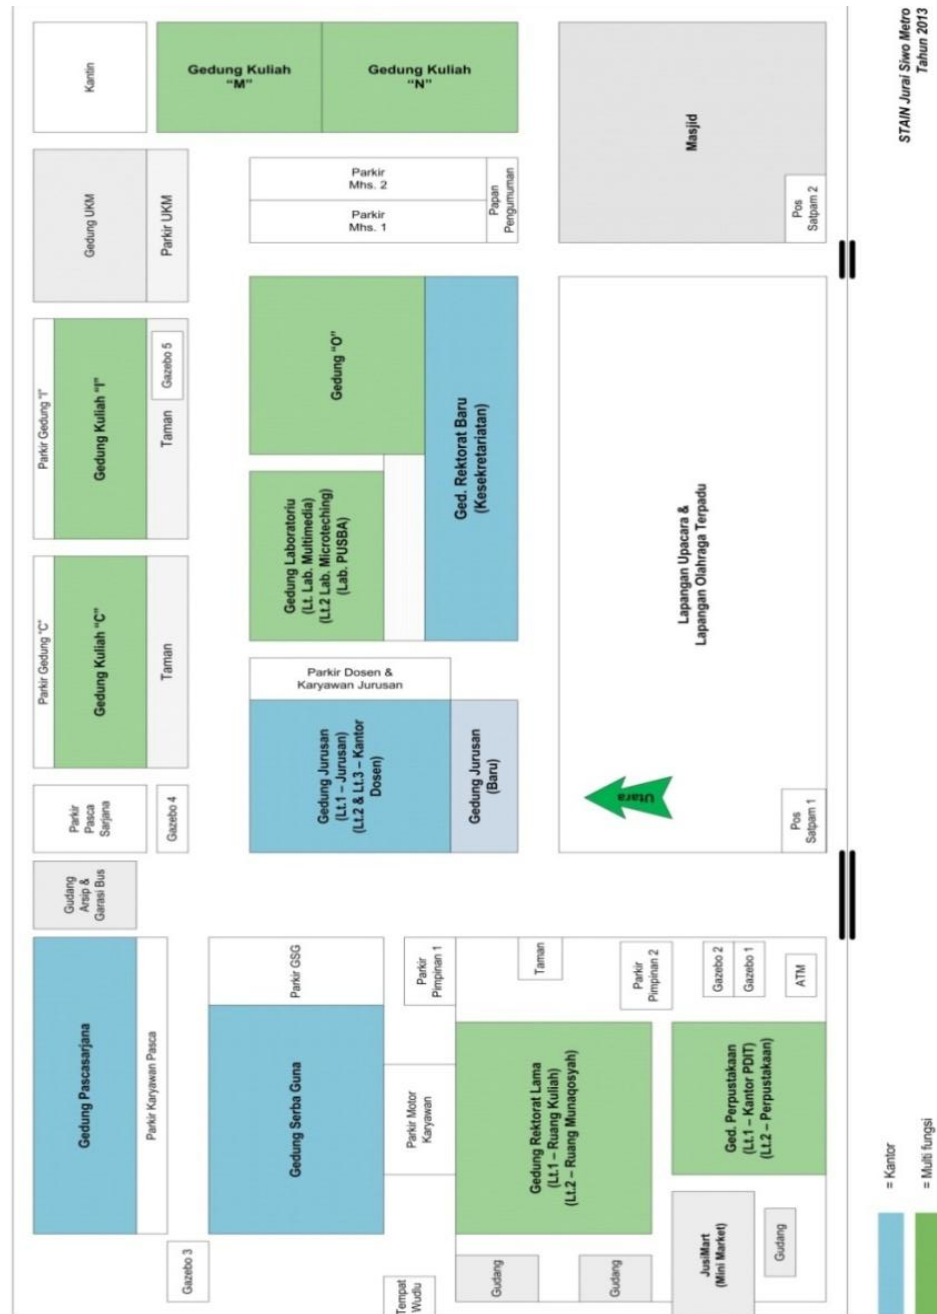 STAIN Jurai Siwo Metro
Tahun 2013
Kantin
Gedung Kuliah
"M"
Gedung Kuliah
"N"
Masjid
Pos
Satpam 2
Gedung UKM
Parkir UKM
Parkir
Mhs. 2
Parkir
Mhs. 1
Papan
Pengumuman
Parkir Gedung "I"
Gedung Kuliah "I"
Gazebo 5
Taman
Gedung "O"
Ged. Rektorat Baru
(Kesekretariatan)
Gedung Laboratoriu
(Lt. Lab. Multimedia)
(Lt.2 Lab. Microteching)
(Lab. PUSBA)
Lapangan Upacara &
Lapangan Olahraga Terpadu
Parkir Gedung "C"
Gedung Kuliah "C"
Taman
Parkir Dosen &
Karyawan Jurusan
Gedung Jurusan
(Lt.1 – Jurusan)
(Lt.2 & Lt.3 – Kantor
Dosen)
Gedung Jurusan
(Baru)
Utara
Pos
Satpam 1
Parkir
Pasca
Sarjana
Gazebo 4
Gudang
Arsip &
Garasi Bus
Gedung Pascasarjana
Parkir Karyawan Pasca
Parkir GSG
Gedung Serba Guna
Parkir
Pimpinan 1
Parkir Motor
Karyawan
Taman
Parkir
Pimpinan 2
Gazebo 2
Gazebo 1
ATM
Gedung Rektorat Lama
(Lt.1 – Ruang Kuliah)
(Lt.2 – Ruang Munaqosyah)
Ged. Perpustakaan
(Lt.1 – Kantor PDIT)
(Lt.2 – Perpustakaan)
Gazebo 3
Tempat
Wudlu
Gudang
Gudang
JusiMart
(Mini Market)
Gudang
= Kantor
= Multi fungsi